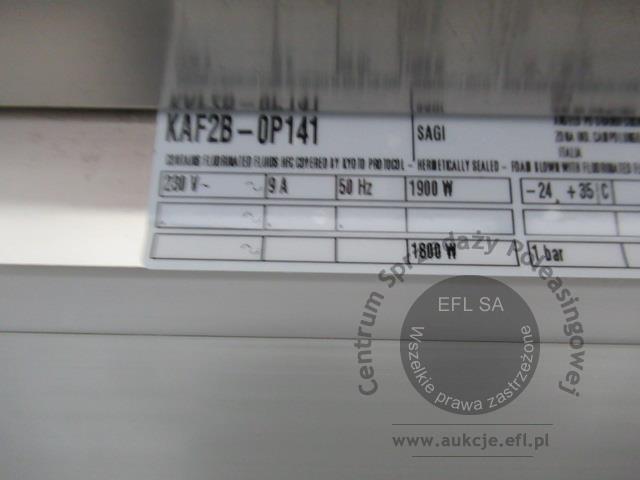 KAF2B-OP141
SAGI
ITALIA
CONTAINS FLUORINATED FLUIDS HFC COVERED BY KYOTO PROTOCOL - HERMETICALLY SEALED - FOAM BLOWN WITH FLUORINATED
230 V~ ~ 9 A 50 Hz 1900 W -24 +35 C
~
~ 1800 W 1 bar
Centrum Sprzedaży Poleasingowej
EFL SA
Wszelkie prawa zastrzeżone
www.aukcje.efl.pl